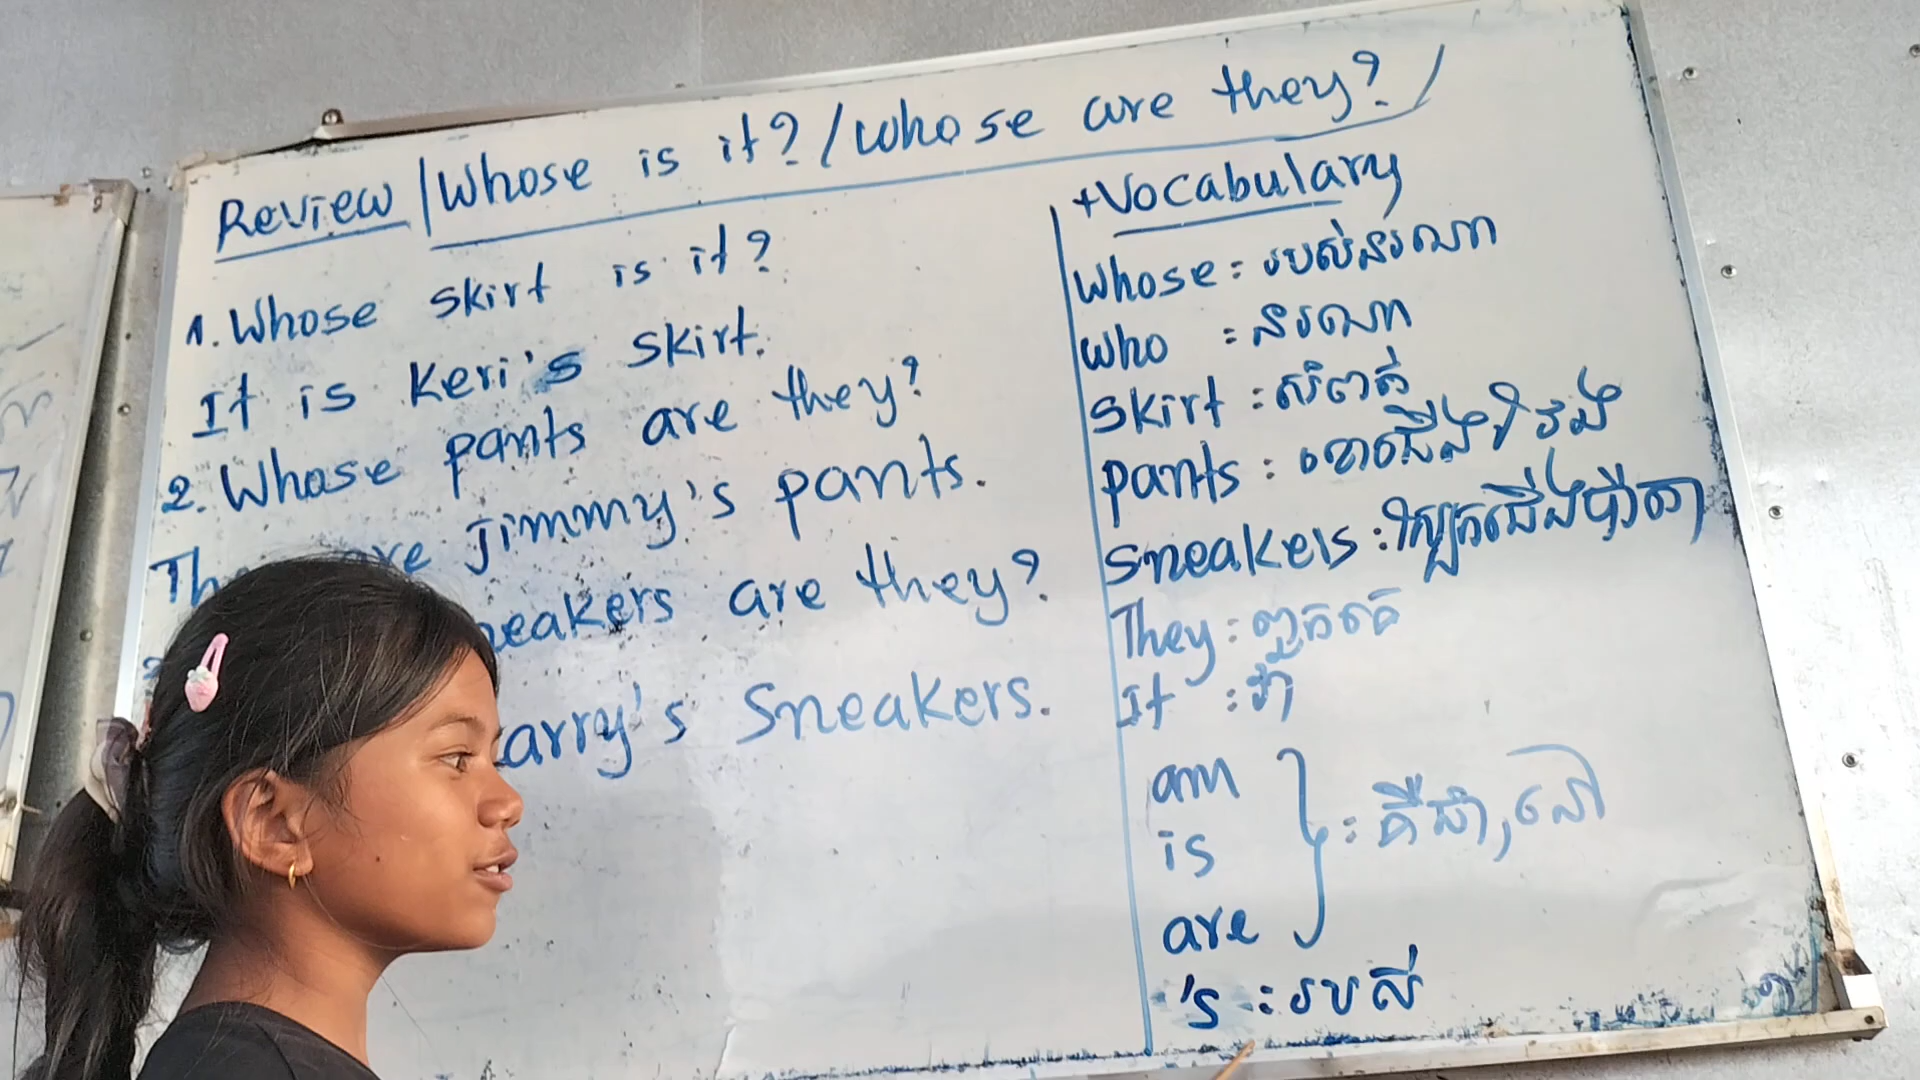 Review / Whose is it? / whose are they? /
1. Whose skirt is it?
It is Keri's skirt.
2. Whose pants are they?
are Jimmy's pants.
are they?
Sneakers.
+Vocabulary
Whose: របស់នរណា
who : នរណា
skirt : សំពត់
pants : ខោជើងវែង
sneakers : ស្បែកជើងប៉ាតា
They : ពួកគេ
It : វា
am
is
are
: គឺជា, នៅ
's : របស់